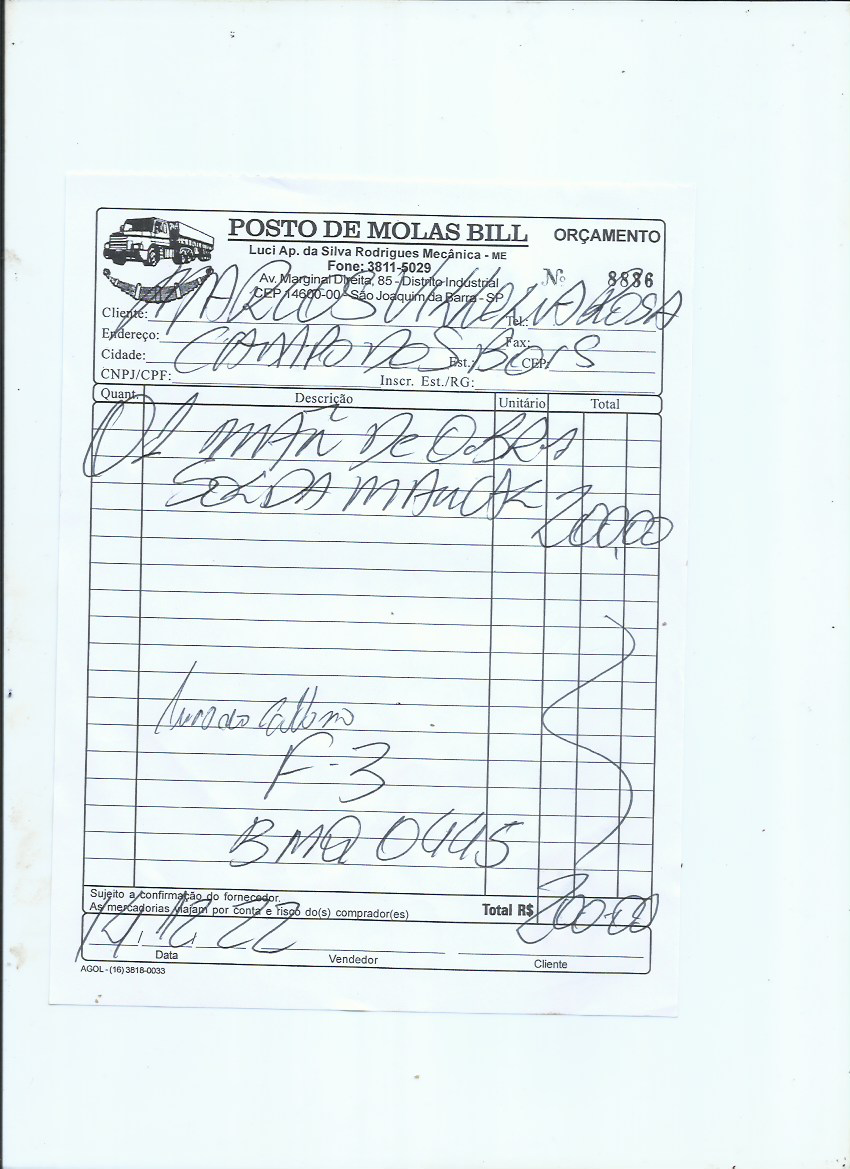 POSTO DE MOLAS BILL
ORÇAMENTO
Luci Ap. da Silva Rodrigues Mecânica - ME
Fone: 3811-5029
Av. Marginal Direita, 85 - Distrito Industrial
CEP 14600-00 - São Joaquim da Barra - SP
Nº 8886
Cliente: MARCOS ROSA Tel.:
Endereço: Fax:
Cidade: CAMPO DOS BOIS Est.: CEP:
CNPJ/CPF: Inscr. Est./RG:
Quant. Descrição Unitário Total
01 MÃO DE OBRA
SOLDA 200,00
F-3
BMQ 0445
Sujeito a confirmação do fornecedor.
As mercadorias viajam por conta e risco do(s) comprador(es)
Total R$ 200,00
14.12.22
Data Vendedor Cliente
AGOL - (16) 3818-0033